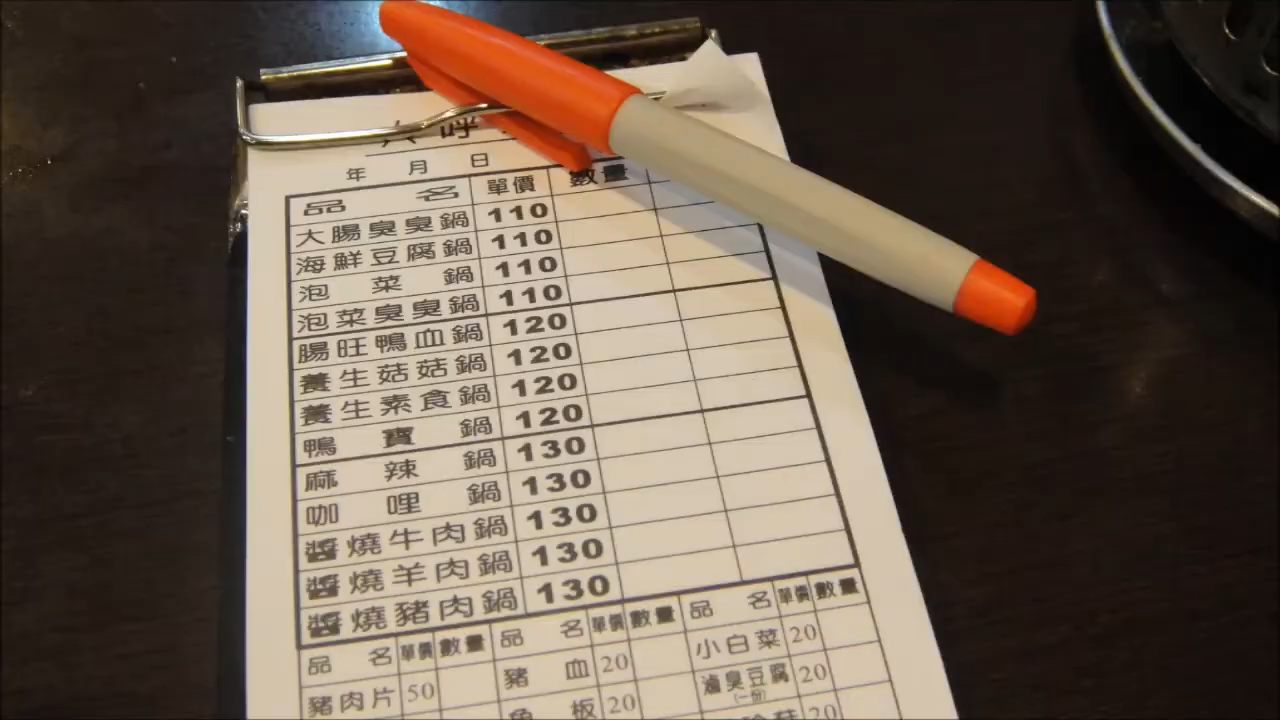 呼
年 月 日
品 名 單價 數量
大腸臭臭鍋 110
海鮮豆腐鍋 110
泡菜鍋 110
泡菜臭臭鍋 110
腸旺鴨血鍋 120
養生菇菇鍋 120
養生素食鍋 120
鴨寶鍋 120
麻辣鍋 130
咖哩鍋 130
醬燒牛肉鍋 130
醬燒羊肉鍋 130
醬燒豬肉鍋 130
品 名 單價 數量 品 名 單價 數量 品 名 單價 數量
豬肉片 50 豬血 20 小白菜 20
魚板 20 滷臭豆腐 (一份) 20
20